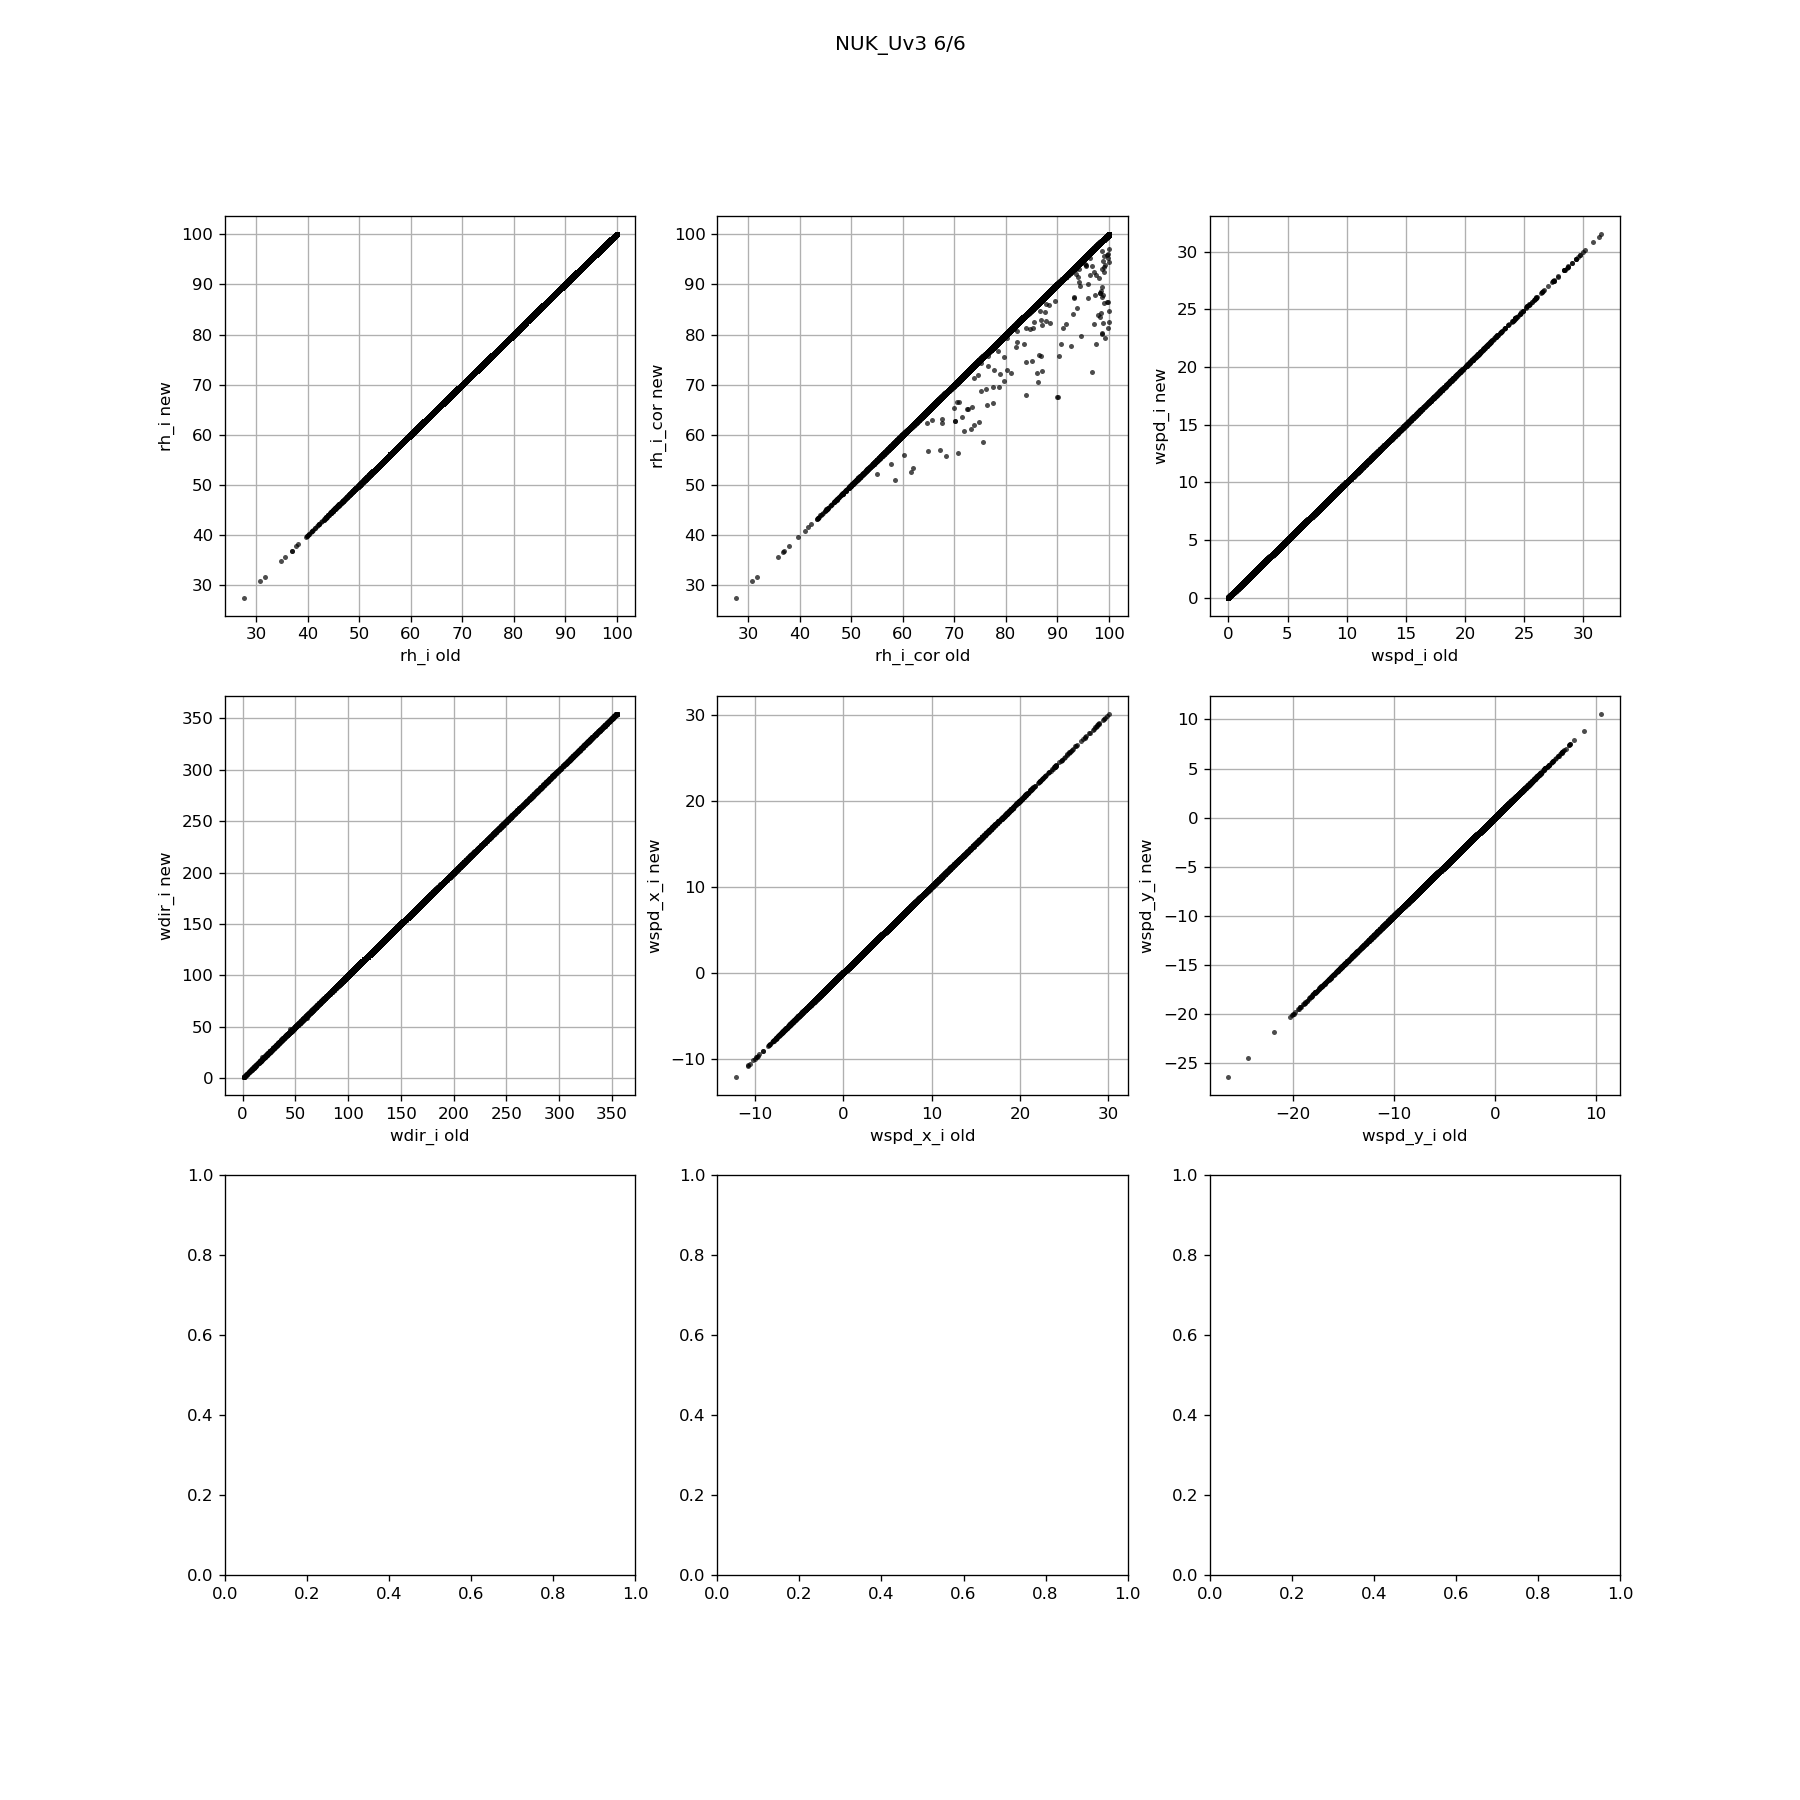 NUK_Uv3 6/6
100
90
80
70
60
50
40
30
rh_i new
30 40 50 60 70 80 90 100
rh_i old
100
90
80
70
60
50
40
30
rh_i_cor new
30 40 50 60 70 80 90 100
rh_i_cor old
30
25
20
15
10
5
0
wspd_i new
0 5 10 15 20 25 30
wspd_i old
350
300
250
200
150
100
50
0
wdir_i new
0 50 100 150 200 250 300 350
wdir_i old
30
20
10
0
−10
wspd_x_i new
−10 0 10 20 30
wspd_x_i old
10
5
0
−5
−10
−15
−20
−25
wspd_y_i new
−20 −10 0 10
wspd_y_i old
1.0
0.8
0.6
0.4
0.2
0.0
0.0 0.2 0.4 0.6 0.8 1.0
1.0
0.8
0.6
0.4
0.2
0.0
0.0 0.2 0.4 0.6 0.8 1.0
1.0
0.8
0.6
0.4
0.2
0.0
0.0 0.2 0.4 0.6 0.8 1.0